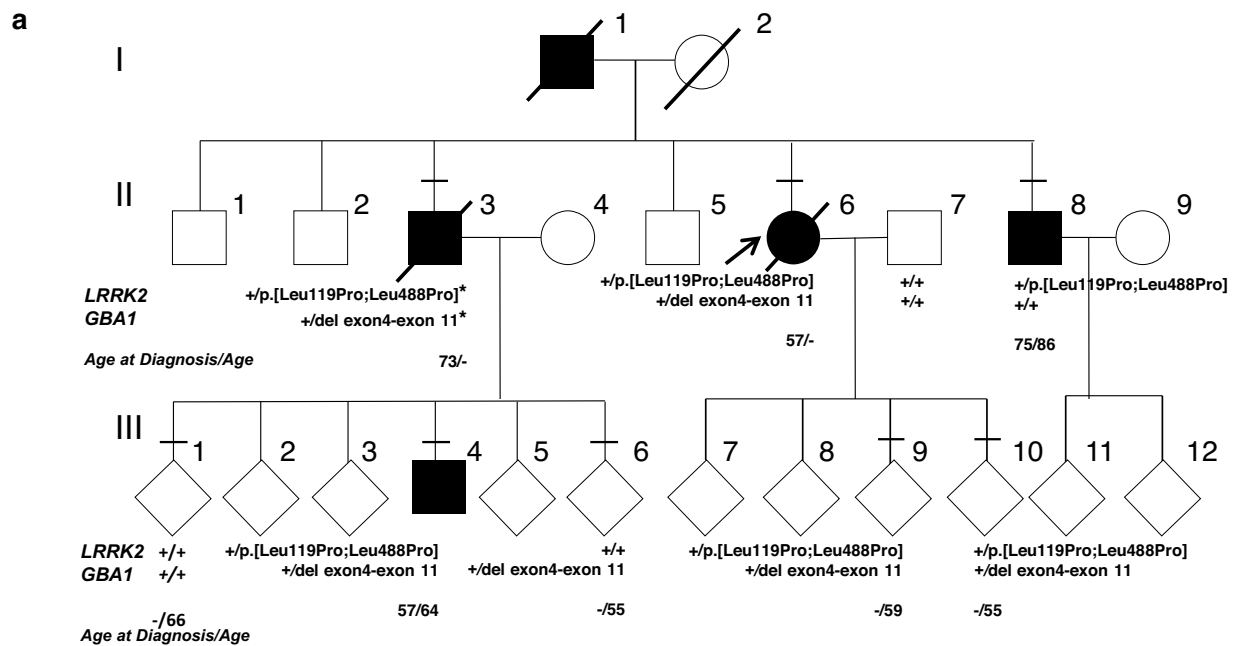 a
I
1 2
II
1 2 3 4 5 6 7 8 9
LRRK2 +/p.[Leu119Pro;Leu488Pro]* +/p.[Leu119Pro;Leu488Pro] +/+ +/p.[Leu119Pro;Leu488Pro]
GBA1 +/del exon4-exon 11* +/del exon4-exon 11 +/+ +/+
Age at Diagnosis/Age 73/- 57/- 75/86
III
1 2 3 4 5 6 7 8 9 10 11 12
LRRK2 +/+ +/p.[Leu119Pro;Leu488Pro] +/+ +/p.[Leu119Pro;Leu488Pro] +/p.[Leu119Pro;Leu488Pro]
GBA1 +/+ +/del exon4-exon 11 +/del exon4-exon 11 +/del exon4-exon 11 +/del exon4-exon 11
-/66 57/64 -/55 -/59 -/55
Age at Diagnosis/Age